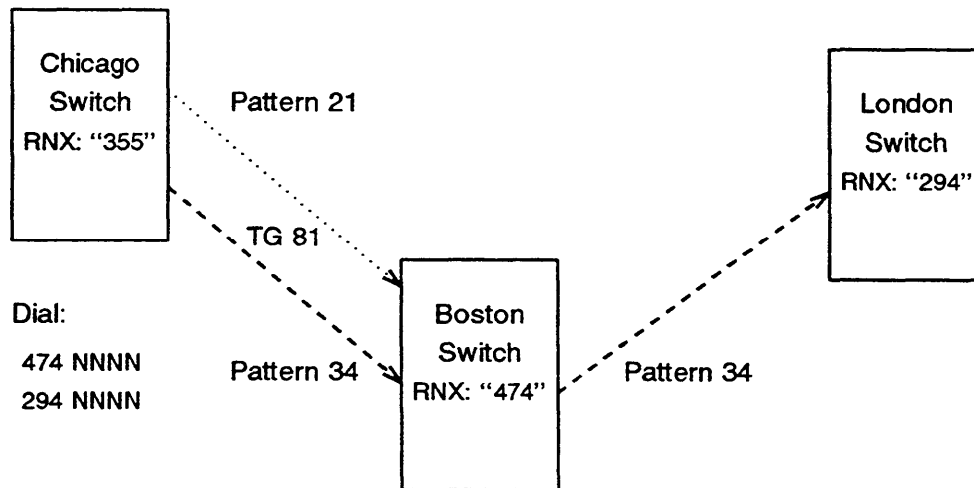 Chicago
Switch
RNX: “355”
Pattern 21
London
Switch
RNX: “294”
TG 81
Dial:
474 NNNN
294 NNNN
Pattern 34
Boston
Switch
RNX: “474”
Pattern 34